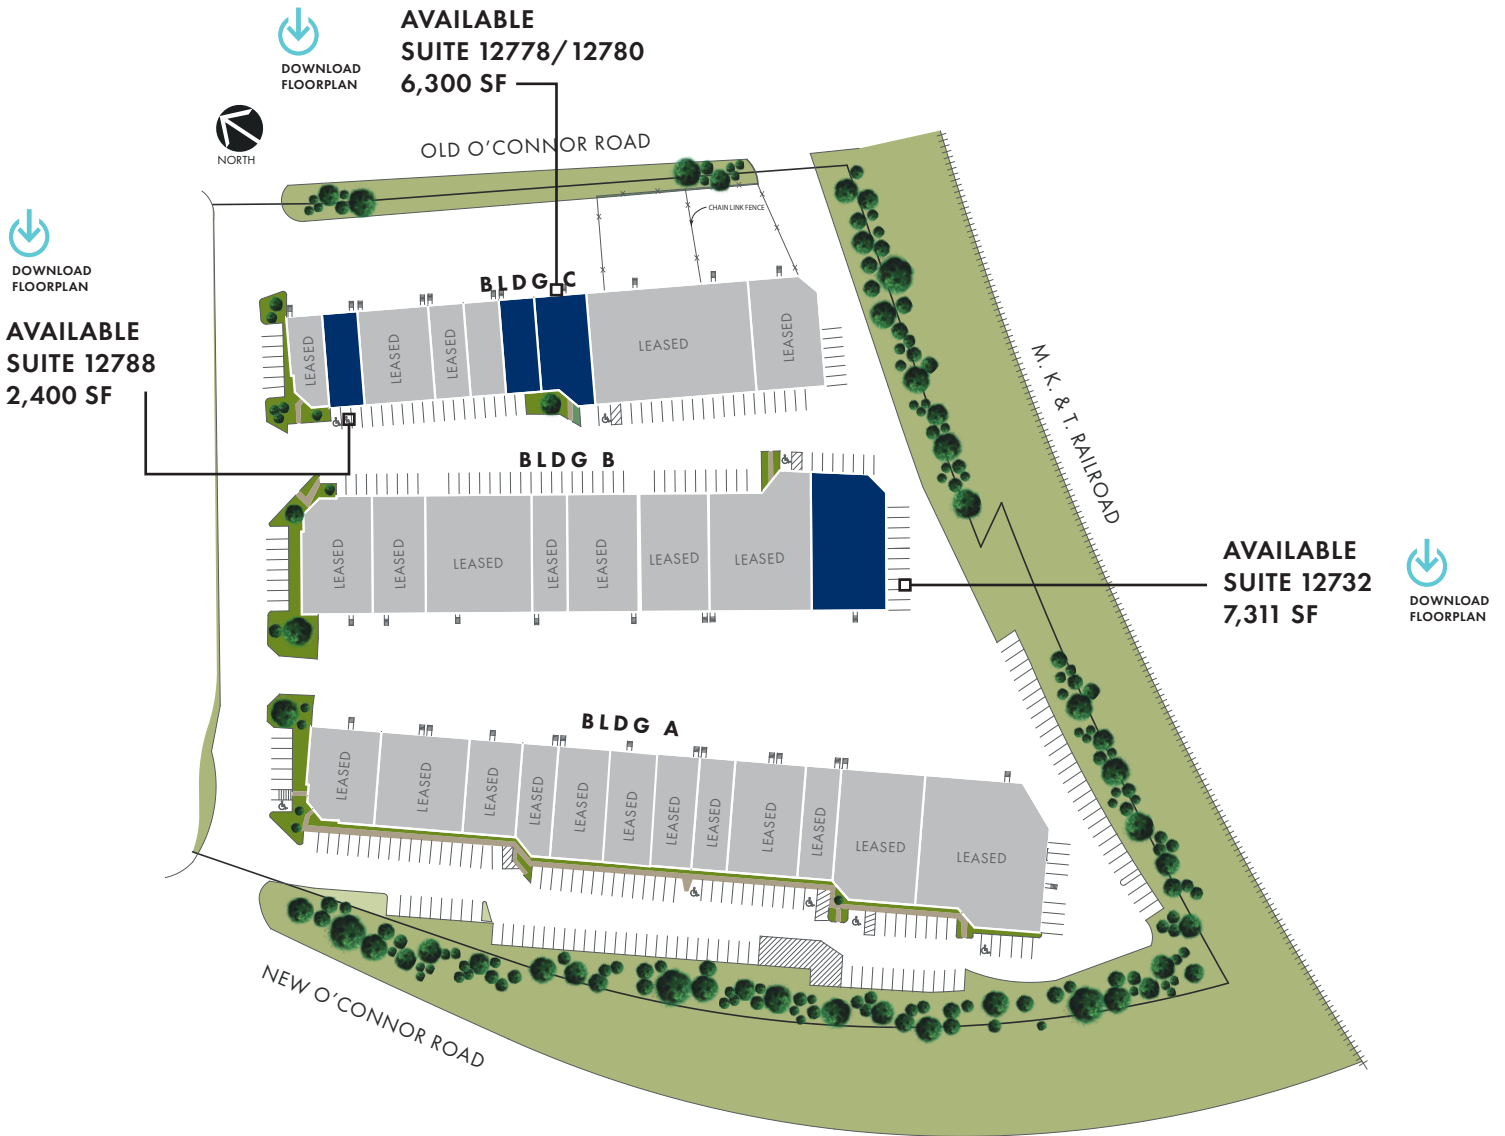 DOWNLOAD
FLOORPLAN
AVAILABLE
SUITE 12778/12780
6,300 SF
NORTH
OLD O'CONNOR ROAD
CHAIN LINK FENCE
DOWNLOAD
FLOORPLAN
AVAILABLE
SUITE 12788
2,400 SF
BLDG C
LEASED
LEASED
LEASED
LEASED
LEASED
M. K. & T. RAILROAD
BLDG B
LEASED
LEASED
LEASED
LEASED
LEASED
LEASED
LEASED
AVAILABLE
SUITE 12732
7,311 SF
DOWNLOAD
FLOORPLAN
BLDG A
LEASED
LEASED
LEASED
LEASED
LEASED
LEASED
LEASED
LEASED
LEASED
LEASED
LEASED
LEASED
NEW O'CONNOR ROAD